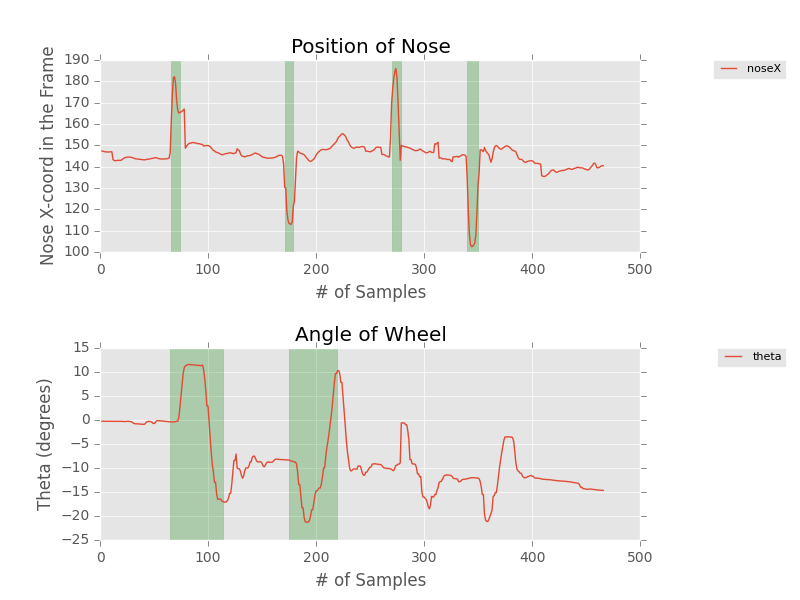 Position of Nose
190
180
170
160
150
140
130
120
110
100
Nose X-coord in the Frame
0 100 200 300 400 500
# of Samples
noseX
Angle of Wheel
15
10
5
0
−5
−10
−15
−20
−25
Theta (degrees)
0 100 200 300 400 500
# of Samples
theta